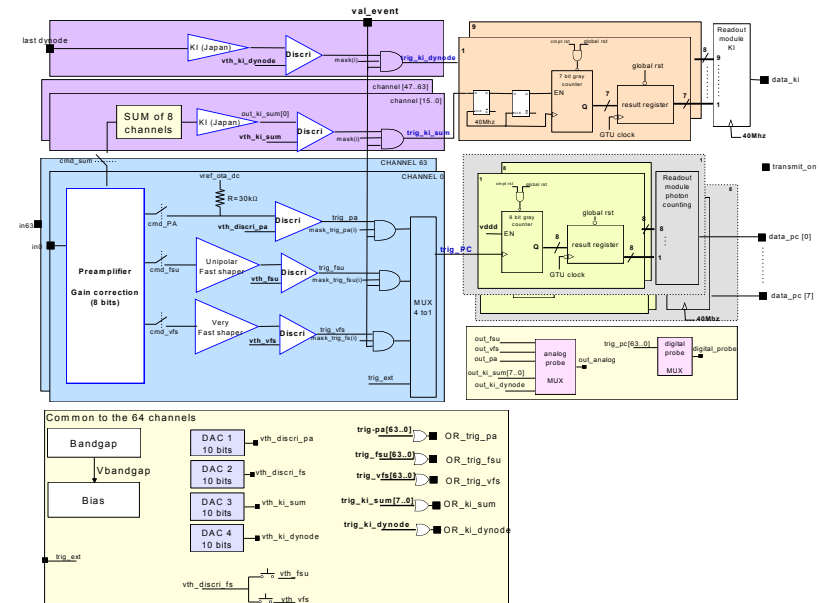 val_event
last dynode
KI (Japan)
vth_ki_dynode
Discri
mask(i)
trig_ki_dynode
channel [47..63]
channel [15..0]
SUM of 8
channels
KI (Japan)
out_ki_sum[0]
vth_ki_sum
Discri
mask(i)
trig_ki_sum
9
1
cmpt rst
global rst
7 bit gray
counter
EN
Q
7
40Mhz
global rst
result register
GTU clock
7
8
9
1
Readout
module
KI
40Mhz
data_ki
cmd_sum
CHANNEL 63
CHANNEL 0
in63
in0
Preamplifier
Gain correction
(8 bits)
vref_ota_dc
R=30kΩ
cmd_PA
Discri
vth_discri_pa
trig_pa
mask_trig_pa(i)
cmd_fsu
Unipolar
Fast shaper
vth_fsu
Discri
trig_fsu
mask_trig_fsu(i)
cmd_vfs
Very
Fast shaper
vth_vfs
Discri
trig_vfs
mask_trig_fs(i)
trig_ext
MUX
4 to1
trig_PC
8
1
cmpt rst
global rst
vddd
8 bit gray
counter
EN
Q
8
global rst
result register
GTU clock
8
8
8
1
1
8
Readout
module
photon
counting
40Mhz
transmit_on
data_pc [0]
data_pc [7]
out_fsu
out_vfs
out_pa
out_ki_sum[7..0]
out_ki_dynode
analog
probe
MUX
out_analog
trig_pc[63..0]
digital
probe
MUX
digital_probe
Common to the 64 channels
Bandgap
Vbandgap
Bias
trig_ext
DAC 1
10 bits
vth_discri_pa
DAC 2
10 bits
vth_discri_fs
DAC 3
10 bits
vth_ki_sum
DAC 4
10 bits
vth_ki_dynode
trig-pa[63..0]
OR_trig_pa
trig_fsu[63..0]
OR_trig_fsu
trig_vfs[63..0]
OR_trig_vfs
trig_ki_sum[7..0]
OR_ki_sum
trig_ki_dynode
OR_ki_dynode
vth_discri_fs
vth_fsu
vth_vfs